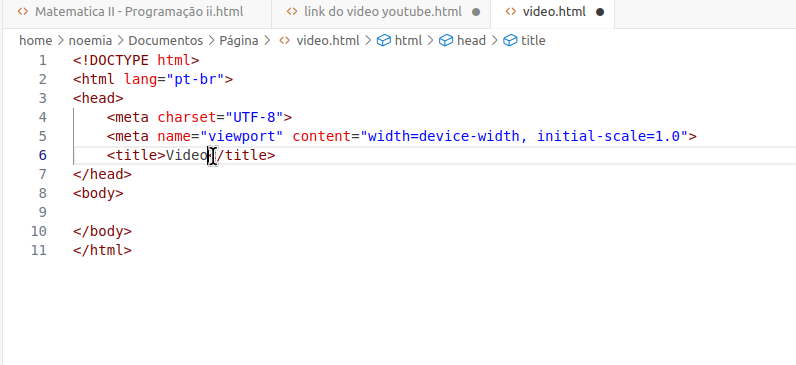 Matematica II - Programação ii.html link do video youtube.html video.html
home > noemia > Documentos > Página > video.html > html > head > title
1 <!DOCTYPE html>
2 <html lang="pt-br">
3 <head>
4 <meta charset="UTF-8">
5 <meta name="viewport" content="width=device-width, initial-scale=1.0">
6 <title>Video</title>
7 </head>
8 <body>
9
10 </body>
11 </html>